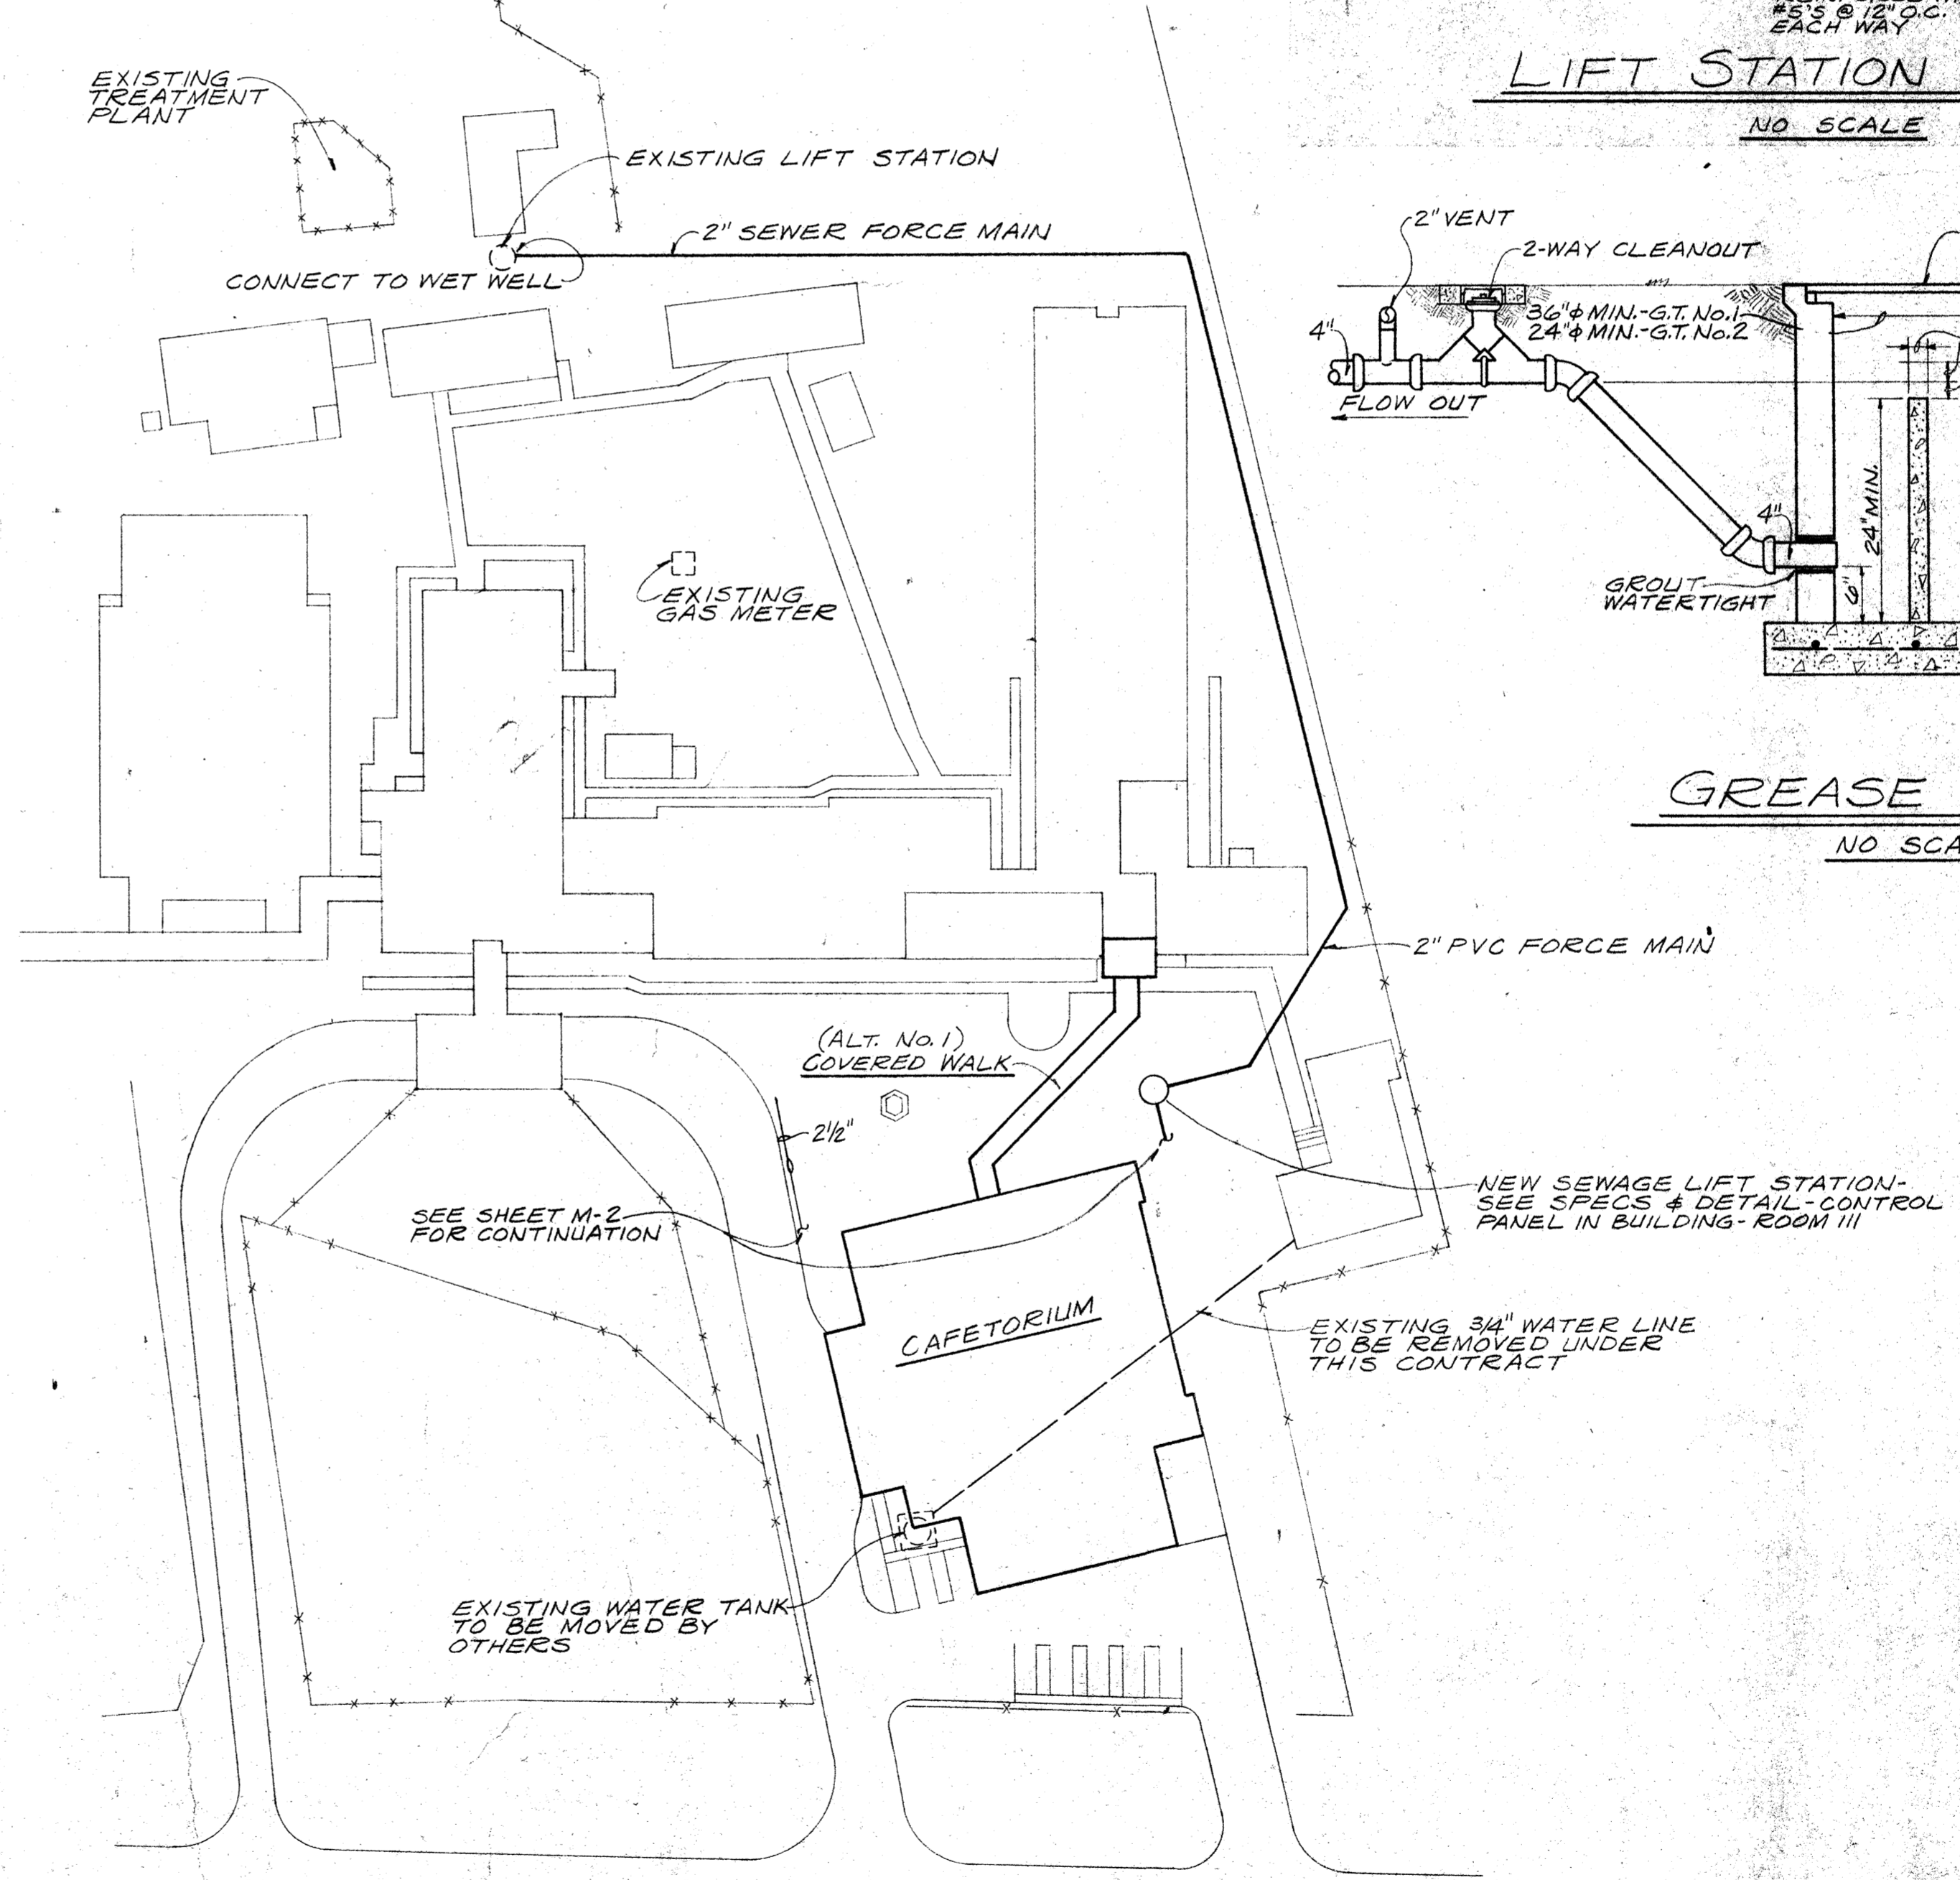 #5'S @ 12" O.C.
EACH WAY
LIFT STATION
NO SCALE
EXISTING
TREATMENT
PLANT
EXISTING LIFT STATION
2" SEWER FORCE MAIN
CONNECT TO WET WELL
2" VENT
2-WAY CLEANOUT
36"φ MIN.-G.T. No.1
24"φ MIN.-G.T. No.2
4"
FLOW OUT
24" MIN.
4"
GROUT
WATERTIGHT
6"
EXISTING
GAS METER
GREASE
NO SCA
2" PVC FORCE MAIN
(ALT. No. 1)
COVERED WALK
2½"
SEE SHEET M-2
FOR CONTINUATION
NEW SEWAGE LIFT STATION-
SEE SPECS & DETAIL-CONTROL
PANEL IN BUILDING-ROOM 111
CAFETORIUM
EXISTING 3/4" WATER LINE
TO BE REMOVED UNDER
THIS CONTRACT
EXISTING WATER TANK
TO BE MOVED BY
OTHERS